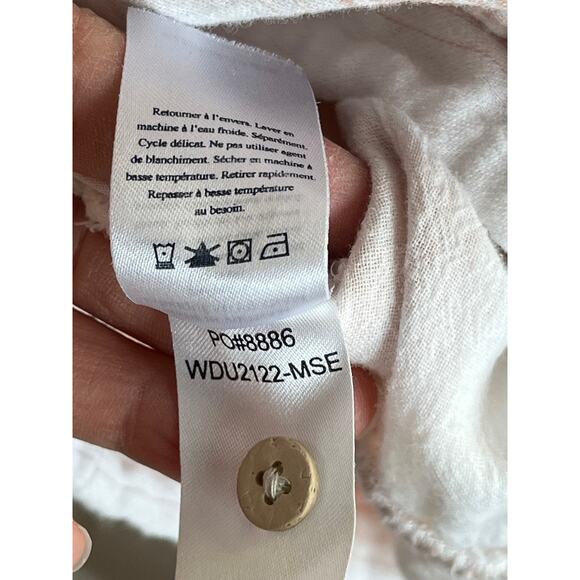 Retourner à l'envers. Laver en
machine à l'eau froide. Séparément.
Cycle délicat. Ne pas utiliser agent
de blanchiment. Sécher en machine à
basse température. Retirer rapidement.
Repasser à basse température
au besoin.
PO#8886
WDU2122-MSE